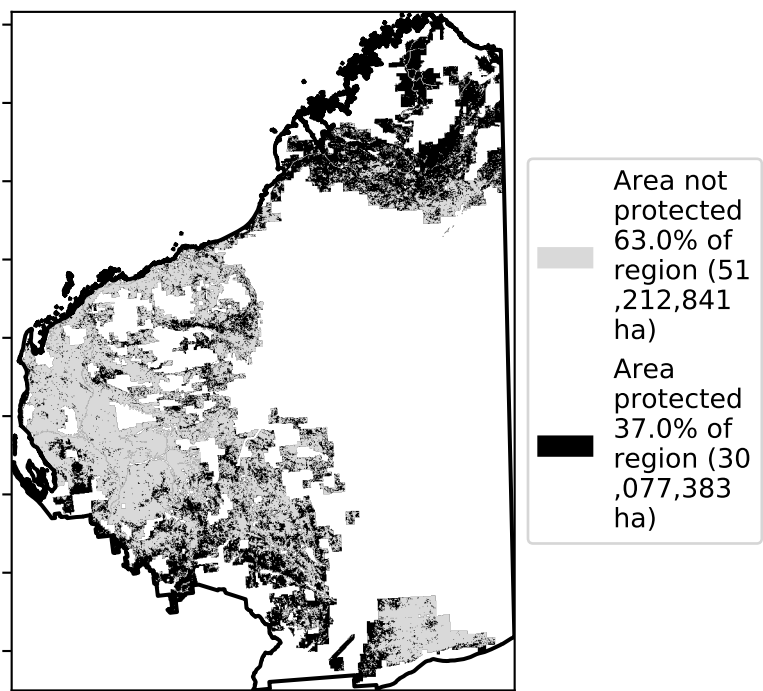 Area not
protected
63.0% of
region (51
,212,841
ha)
Area
protected
37.0% of
region (30
,077,383
ha)